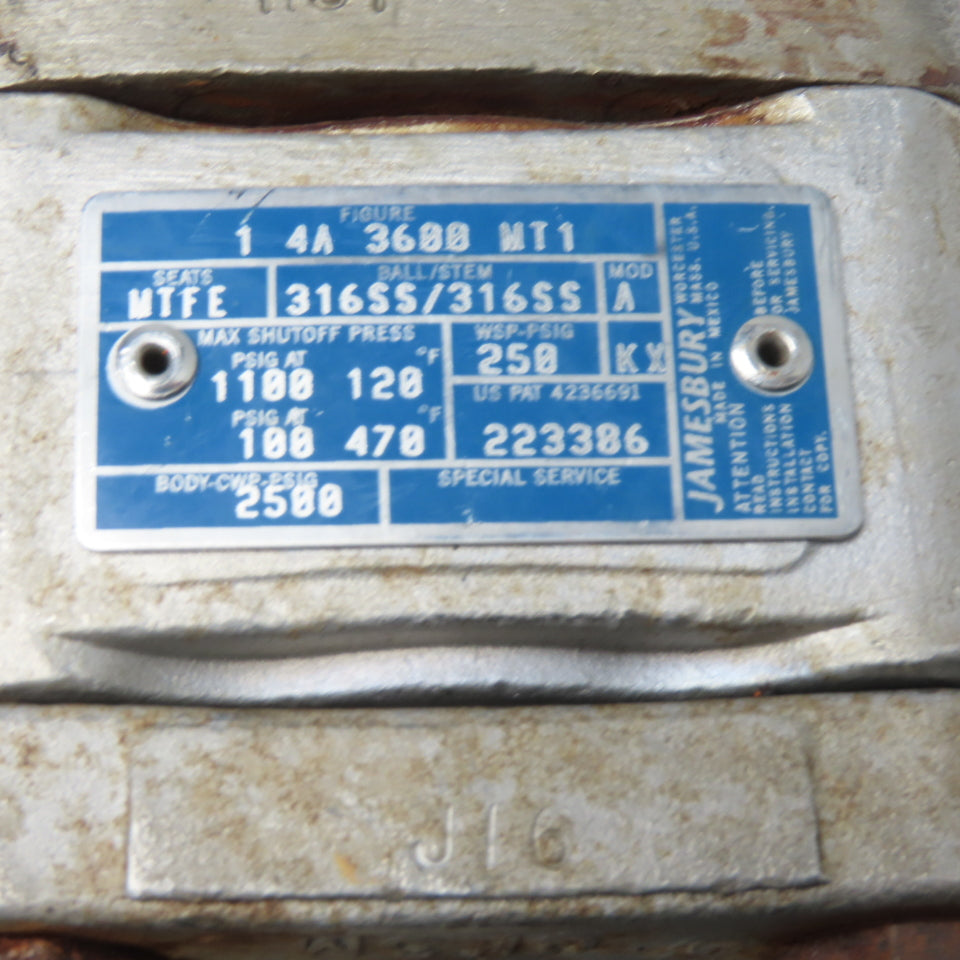 FIGURE
1 4A 3600 MT1
SEATS
MTFE
BALL/STEM
316SS/316SS
MOD
A
MAX SHUTOFF PRESS
PSIG AT °F
1100 120
PSIG AT °F
100 470
WSP-PSIG
250
KX
US PAT 4236691
223386
BODY-CWP-PSIG
2500
SPECIAL SERVICE
JAMESBURY
WORCESTER
MASS. U.S.A.
MADE IN MEXICO
ATTENTION
READ
INSTRUCTIONS BEFORE
INSTALLATION OR SERVICING.
CONTACT JAMESBURY
FOR COPY.
J16